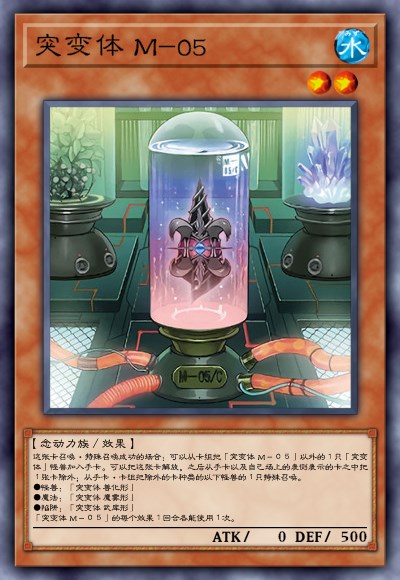 突变体 M-05
水
M-05/C
M-05/C
【念动力族／效果】
这张卡召唤·特殊召唤成功的场合：可以从卡组把「突变体 M-05」以外的1只「突变
体」怪兽加入手卡。可以把这张卡解放。之后从手卡以及自己场上的表侧表示的卡之中把
1张卡除外；从手卡·卡组把除外的卡种类的以下怪兽的1只特殊召唤。
●怪兽：「突变体 兽化形」
●魔法：「突变体 魔雾形」
●陷阱：「突变体 武库形」
「突变体 M-05」的每个效果1回合各能使用1次。
ATK/ 0 DEF/ 500